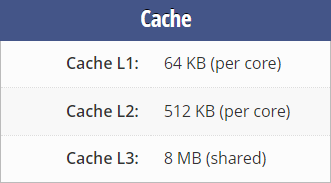 Cache
Cache L1: 64 KB (per core)
Cache L2: 512 KB (per core)
Cache L3: 8 MB (shared)